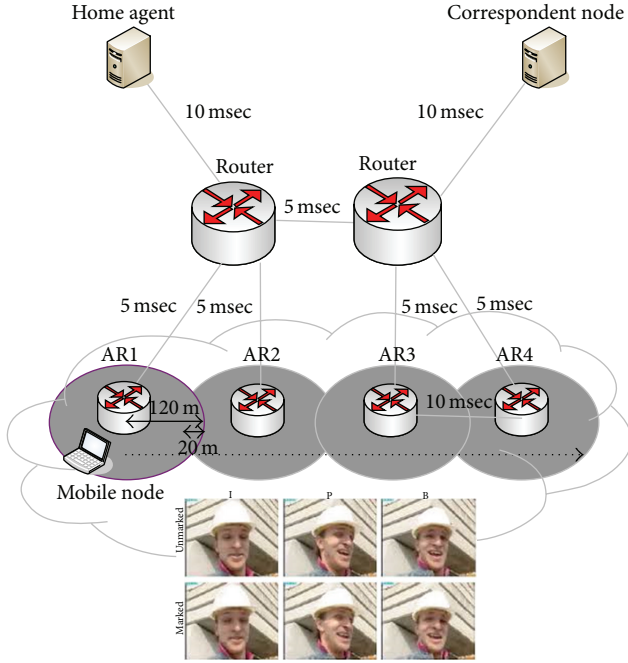 Home agent
Correspondent node
10 msec
10 msec
Router
Router
5 msec
5 msec
5 msec
5 msec
5 msec
AR1
AR2
AR3
AR4
120 m
10 msec
20 m
Mobile node
I
P
B
Unmarked
Marked